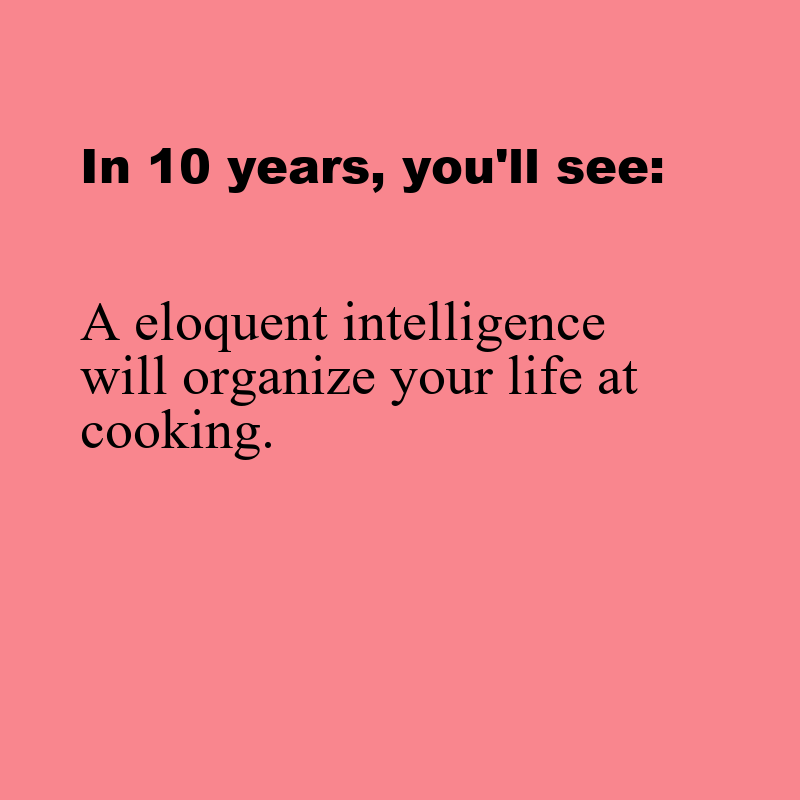 In 10 years, you'll see:
A eloquent intelligence
will organize your life at
cooking.